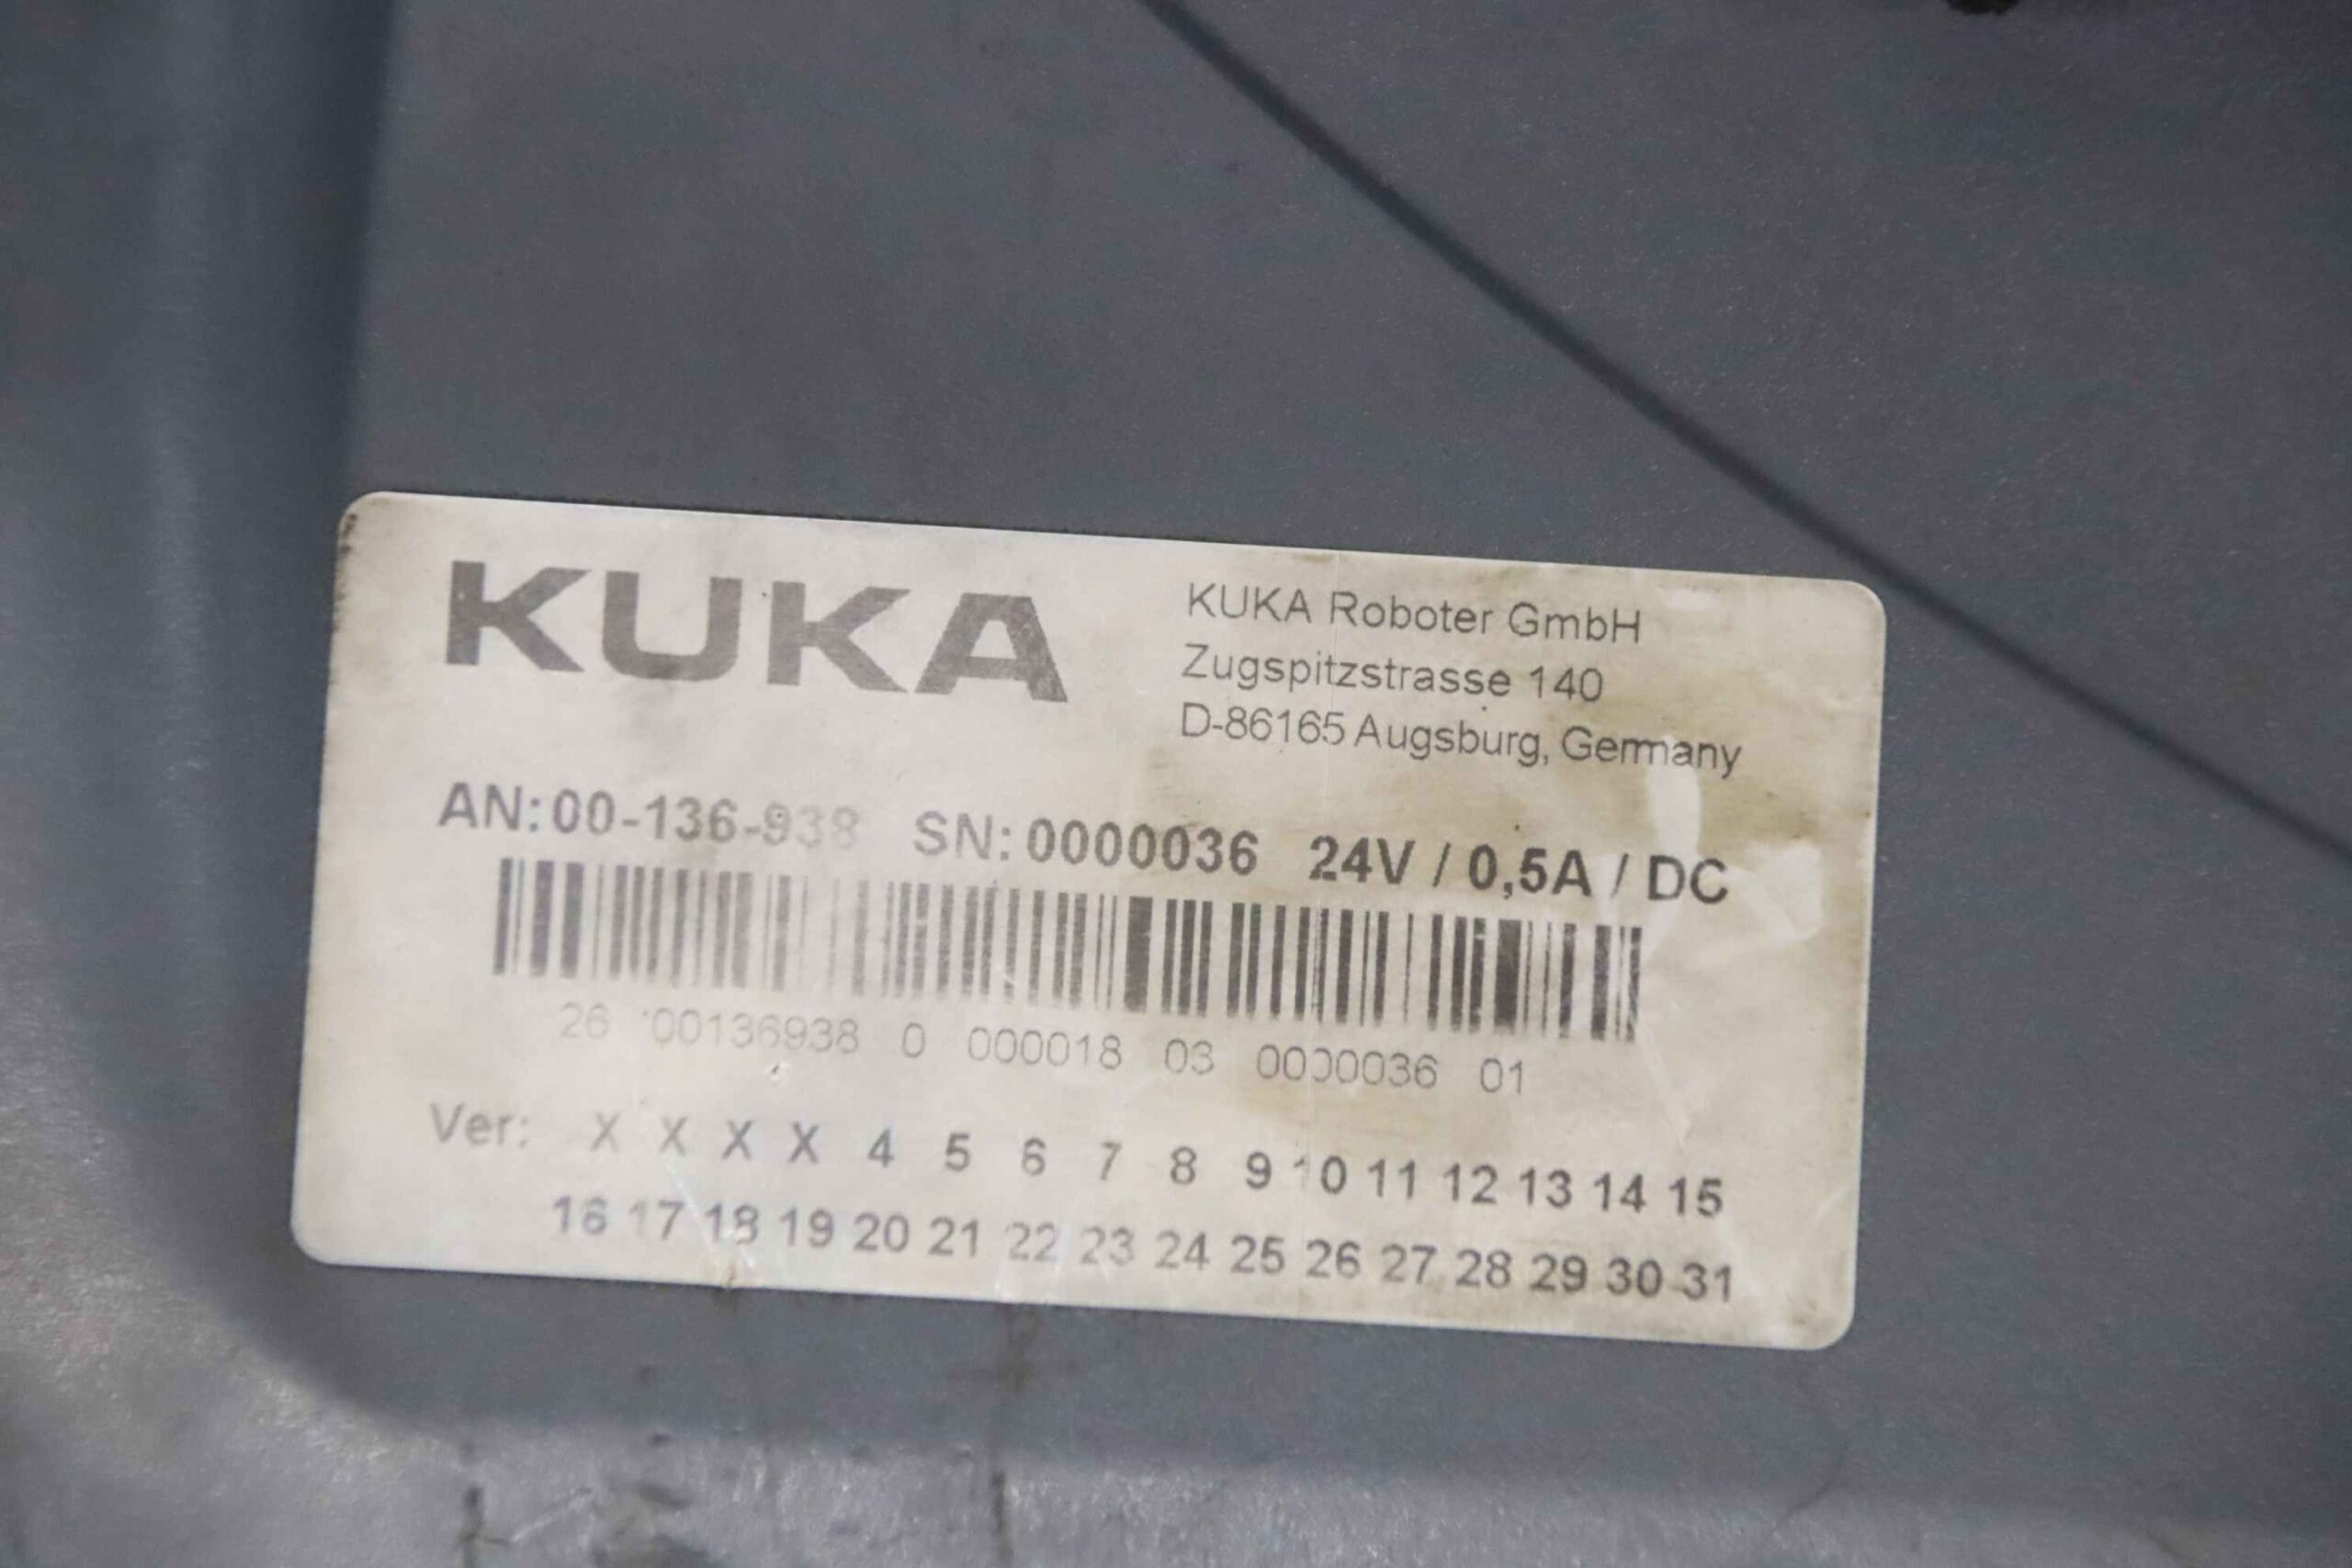 KUKA
KUKA Roboter GmbH
Zugspitzstrasse 140
D-86165 Augsburg, Germany
AN:00-136-938 SN:0000036 24V / 0,5A / DC
26 00136938 0 000018 03 0000036 01
Ver: X X X X 4 5 6 7 8 9 10 11 12 13 14 15
16 17 18 19 20 21 22 23 24 25 26 27 28 29 30 31